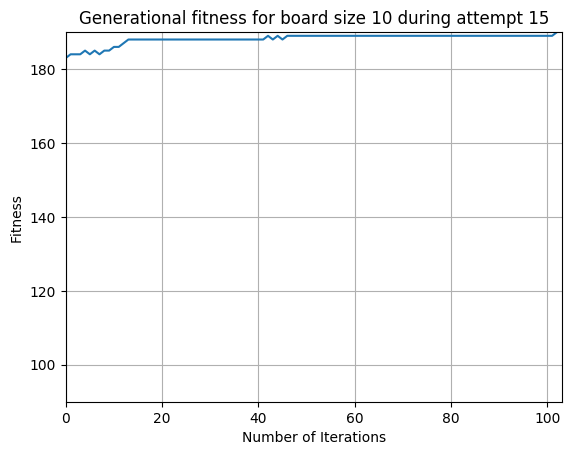 Generational fitness for board size 10 during attempt 15
180
160
140
120
100
Fitness
0 20 40 60 80 100
Number of Iterations